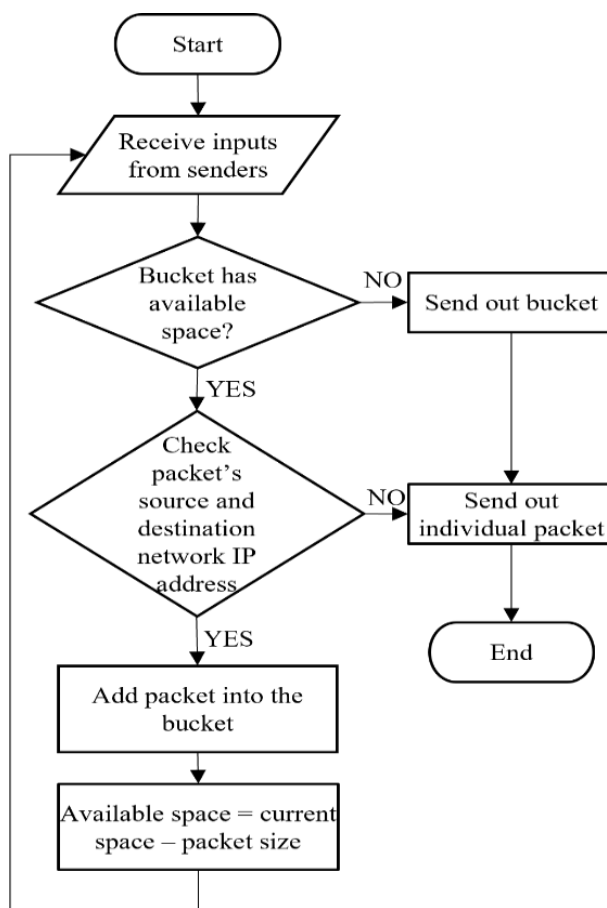 Start
Receive inputs
from senders
Bucket has
available
space?
NO
Send out bucket
YES
Check
packet's
source and
destination
network IP
address
NO
Send out
individual packet
YES
End
Add packet into the
bucket
Available space = current
space – packet size